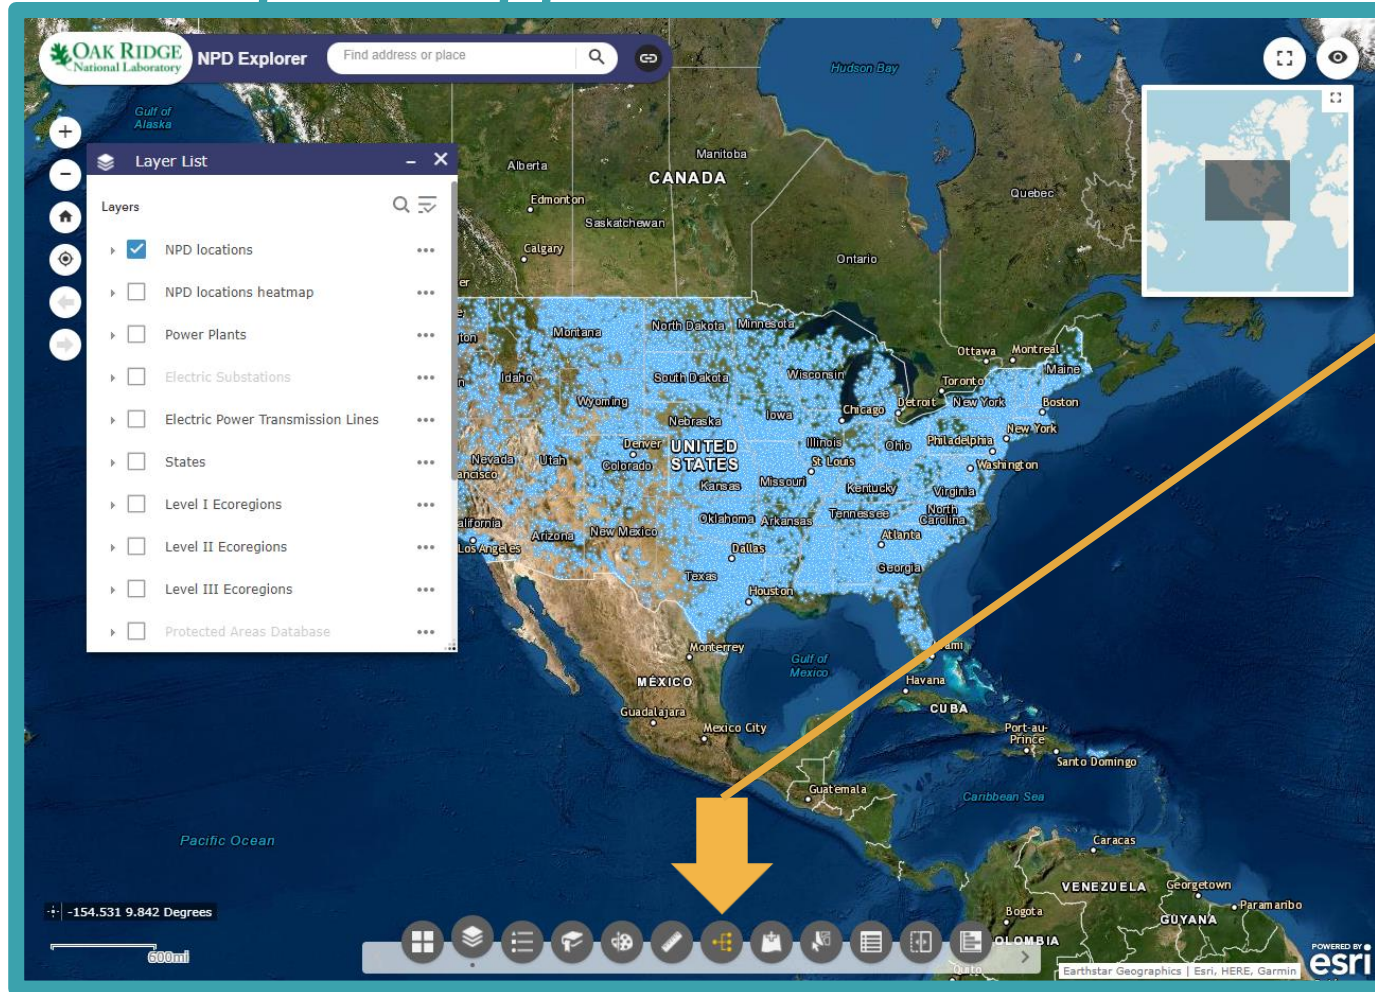 OAK RIDGE
National Laboratory
NPD Explorer
Find address or place
Hudson Bay
Gulf of
Alaska
Layer List
Layers
NPD locations
NPD locations heatmap
Power Plants
Electric Substations
Electric Power Transmission Lines
States
Level I Ecoregions
Level II Ecoregions
Level III Ecoregions
Protected Areas Database
Alberta
Manitoba
CANADA
Edmonton
Saskatchewan
Calgary
Quebec
Ontario
Montana
North Dakota
Minnesota
Ottawa
Montreal
Maine
Idaho
South Dakota
Wisconsin
Toronto
Wyoming
Chicago
Detroit
New York
Boston
Nebraska
Iowa
New York
Denver
UNITED
STATES
Illinois
Ohio
Philadelphia
Nevada
Utah
Colorado
St Louis
Washington
ancisco
Kansas
Missouri
Kentucky
Virginia
Oklahoma
Arkansas
Tennessee
North
Carolina
alifornia
Arizona
New Mexico
Atlanta
Los Angeles
Dallas
Texas
Georgia
Houston
Monterrey
Gulf of
Mexico
ami
MÉXICO
Havana
CUBA
Guadalajara
Mexico City
Port-au-
Prince
Santo Domingo
Guatemala
Caribbean Sea
Pacific Ocean
Caracas
VENEZUELA
Georgetown
Paramaribo
GUYANA
Bogota
OLOMBIA
Quito
-154.531 9.842 Degrees
600mi
Earthstar Geographics | Esri, HERE, Garmin
POWERED BY
esri